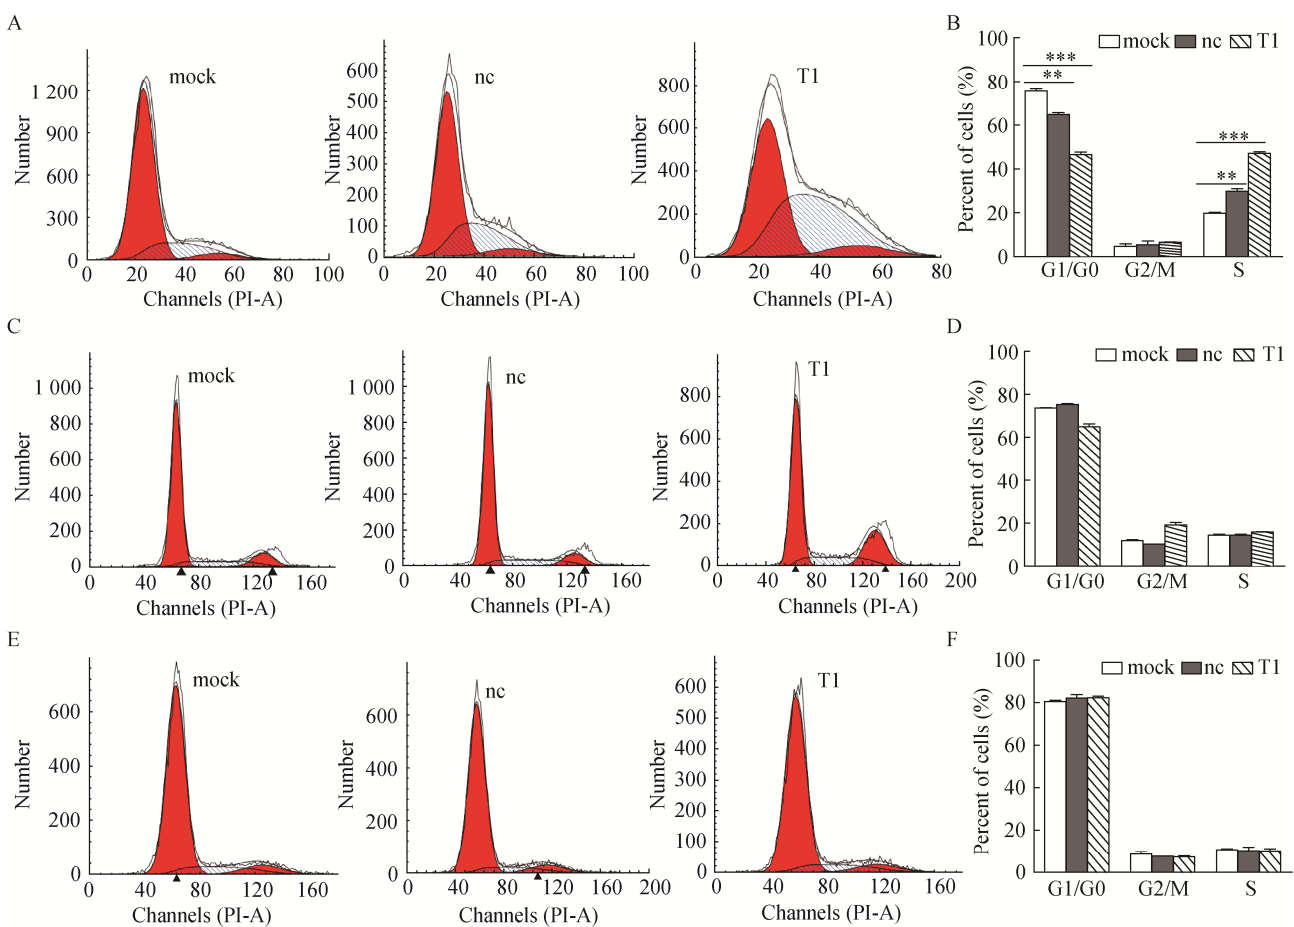 A
mock
1 200
900
600
300
0
Number
0 20 40 60 80 100
Channels (PI-A)
nc
600
500
400
300
200
100
0
Number
0 20 40 60 80 100
Channels (PI-A)
T1
800
600
400
200
0
Number
0 20 40 60 80
Channels (PI-A)
B
mock nc T1
100
80
60
40
20
0
Percent of cells (%)
***
**
***
**
G1/G0 G2/M S
C
mock
1 000
800
600
400
200
0
Number
0 40 80 120 160
Channels (PI-A)
nc
1 000
800
600
400
200
0
Number
0 40 80 120 160
Channels (PI-A)
T1
800
600
400
200
0
Number
0 40 80 120 160 200
Channels (PI-A)
D
mock nc T1
100
80
60
40
20
0
Percent of cells (%)
G1/G0 G2/M S
E
mock
600
400
200
0
Number
0 40 80 120 160
Channels (PI-A)
nc
600
400
200
0
Number
0 40 80 120 160 200
Channels (PI-A)
T1
600
500
400
300
200
100
0
Number
0 40 80 120 160
Channels (PI-A)
F
mock nc T1
100
80
60
40
20
0
Percent of cells (%)
G1/G0 G2/M S